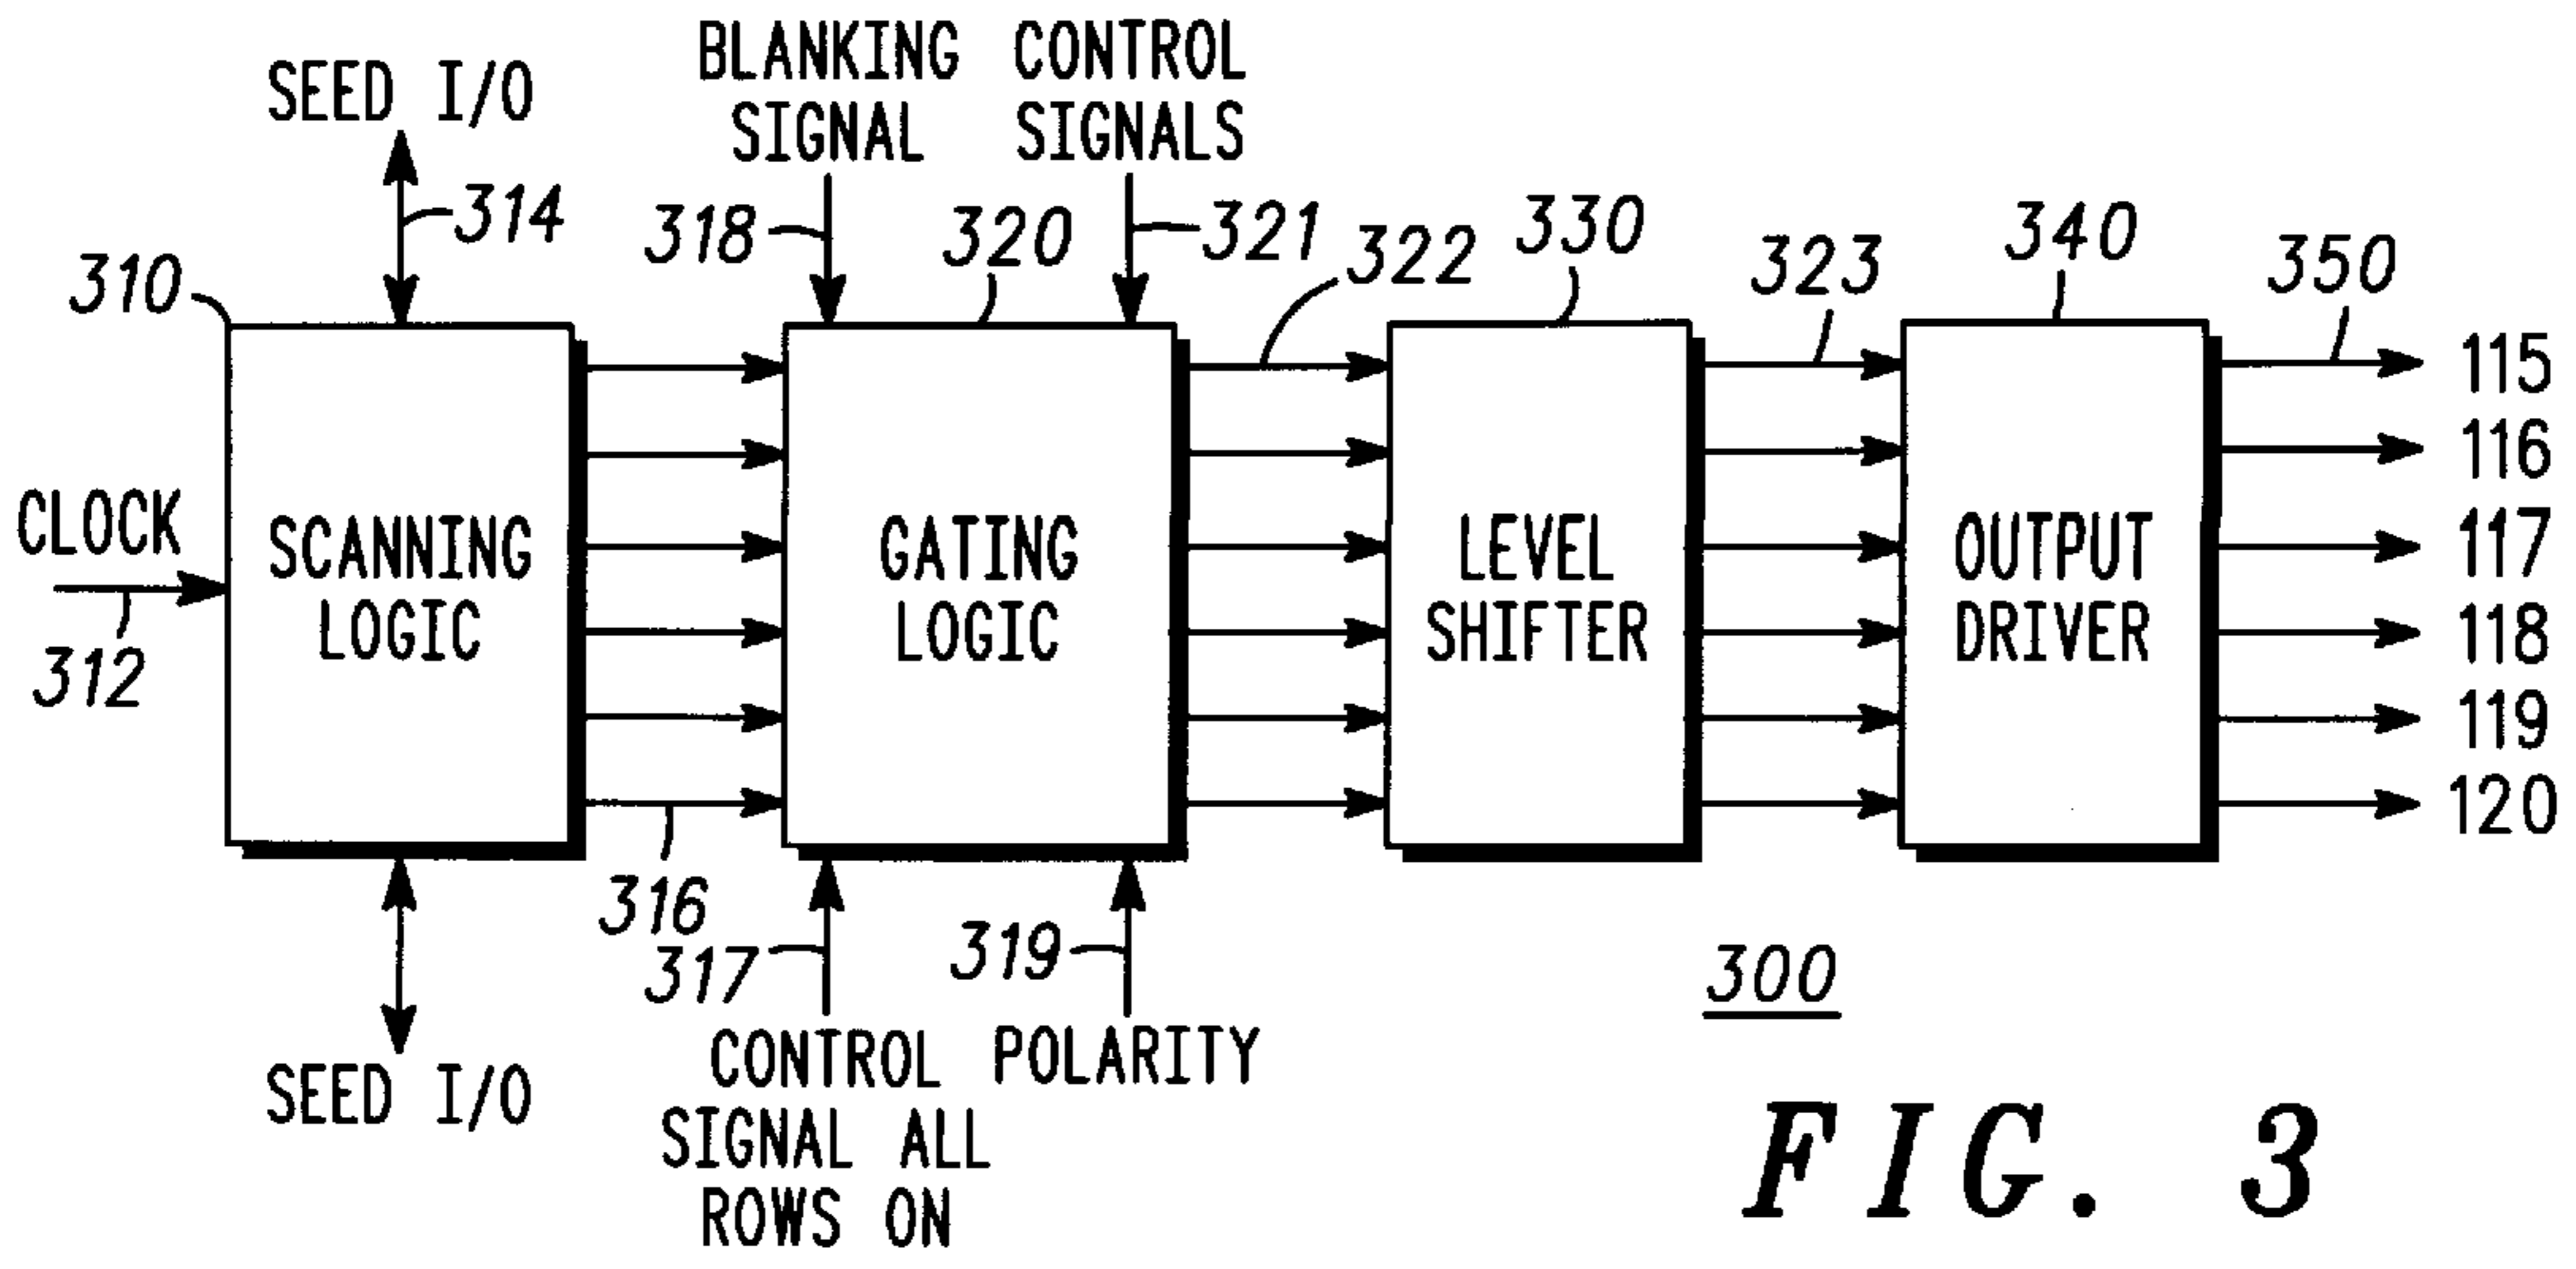 BLANKING SIGNAL
CONTROL SIGNALS
SEED I/O
314
318
320
321
322
330
323
340
350
310
115
116
117
118
119
120
CLOCK
312
SCANNING LOGIC
GATING LOGIC
LEVEL SHIFTER
OUTPUT DRIVER
316
317
319
300
CONTROL SIGNAL ALL ROWS ON
POLARITY
SEED I/O
FIG. 3